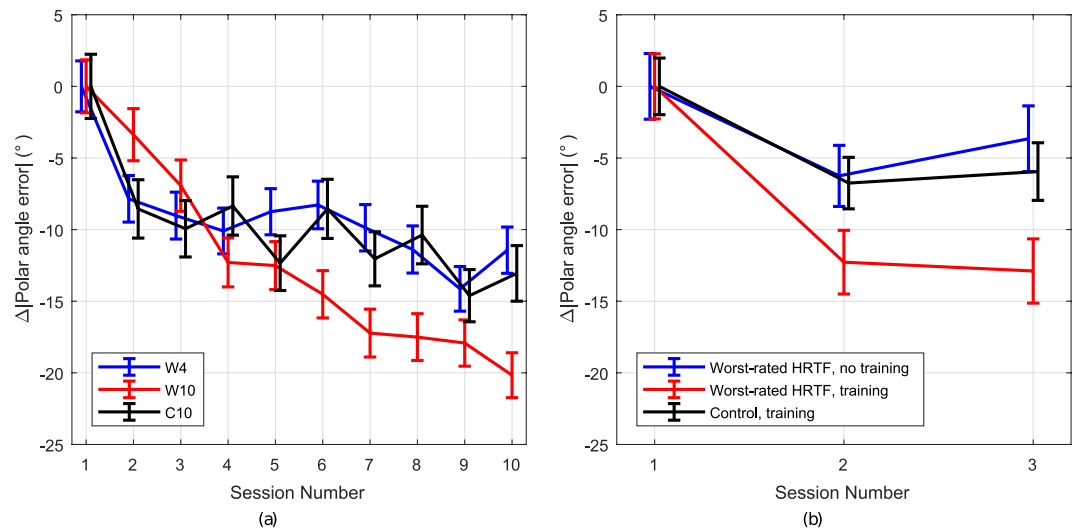 5
0
-5
-10
-15
-20
-25
Δ|Polar angle error| (°)
W4
W10
C10
1 2 3 4 5 6 7 8 9 10
Session Number
(a)
5
0
-5
-10
-15
-20
-25
Δ|Polar angle error| (°)
Worst-rated HRTF, no training
Worst-rated HRTF, training
Control, training
1 2 3
Session Number
(b)